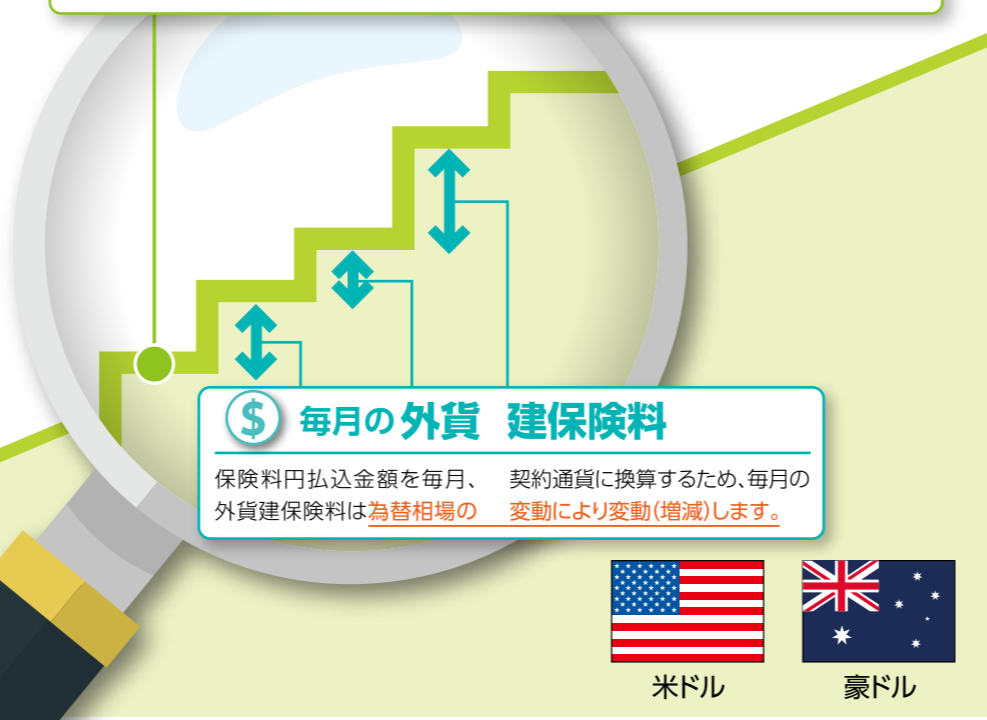 $ 毎月の外貨 建保険料
保険料円払込金額を毎月、 契約通貨に換算するため、毎月の
外貨建保険料は為替相場の 変動により変動(増減)します。
米ドル 豪ドル